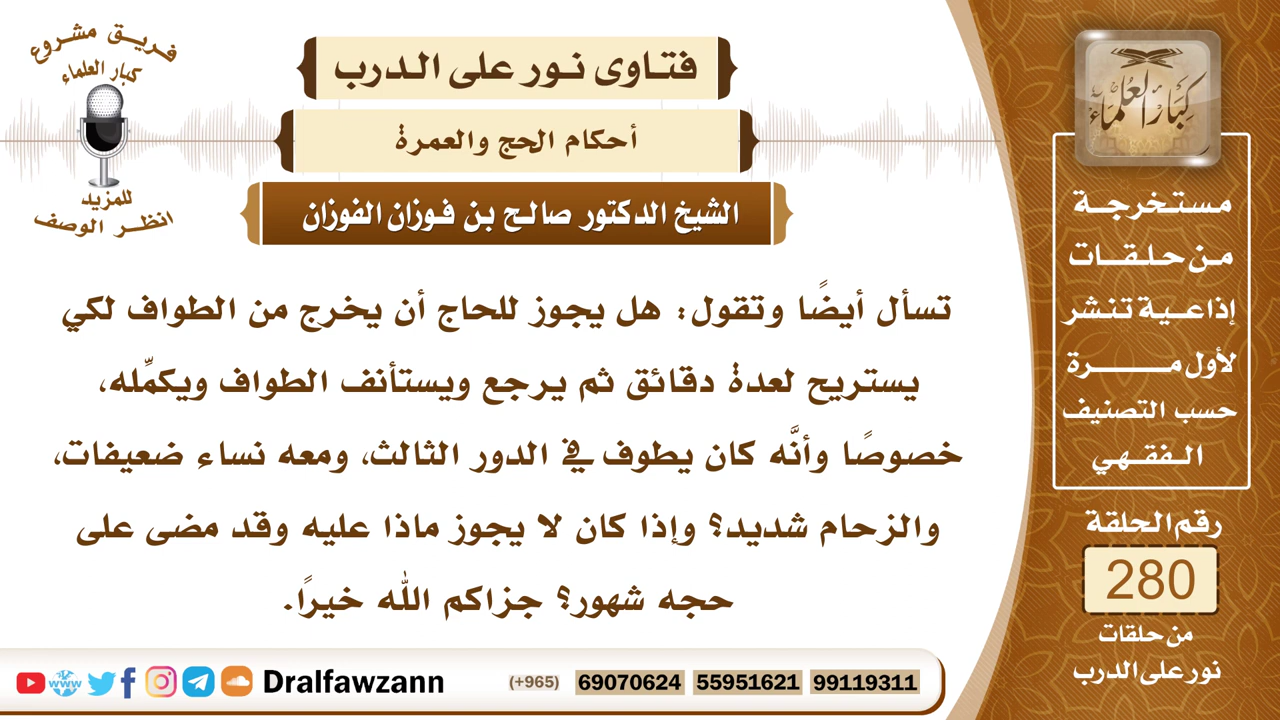 فريق مشروع
كبار العلماء
للمزيد
انظر الوصف
فتاوى نور على الدرب
أحكام الحج والعمرة
الشيخ الدكتور صالح بن فوزان الفوزان
تسأل أيضًا وتقول: هل يجوز للحاج أن يخرج من الطواف لكي
يستريح لعدة دقائق ثم يرجع ويستأنف الطواف ويكمِّله،
خصوصًا وأنَّه كان يطوف في الدور الثالث، ومعه نساء ضعيفات،
والزحام شديد؟ وإذا كان لا يجوز ماذا عليه وقد مضى على
حجه شهور؟ جزاكم الله خيرًا.
كبار العلماء
مستخرجة
من حلقات
إذاعية تنشر
لأول مرة
حسب التصنيف
الفقهي
رقم الحلقة
280
من حلقات
نور على الدرب
www
Dralfawzann
(+965) 69070624 55951621 99119311